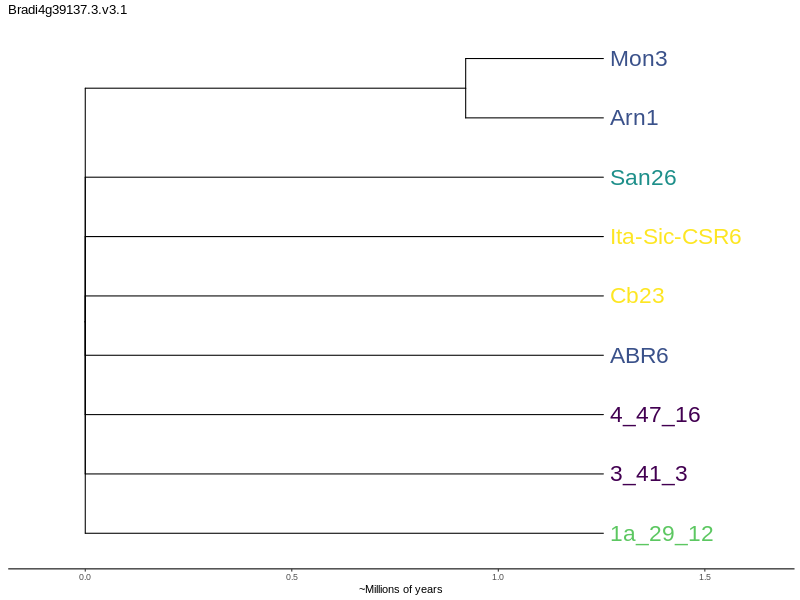 Bradi4g39137.3.v3.1
Mon3
Arn1
San26
Ita-Sic-CSR6
Cb23
ABR6
4_47_16
3_41_3
1a_29_12
0.0 0.5 1.0 1.5
~Millions of years